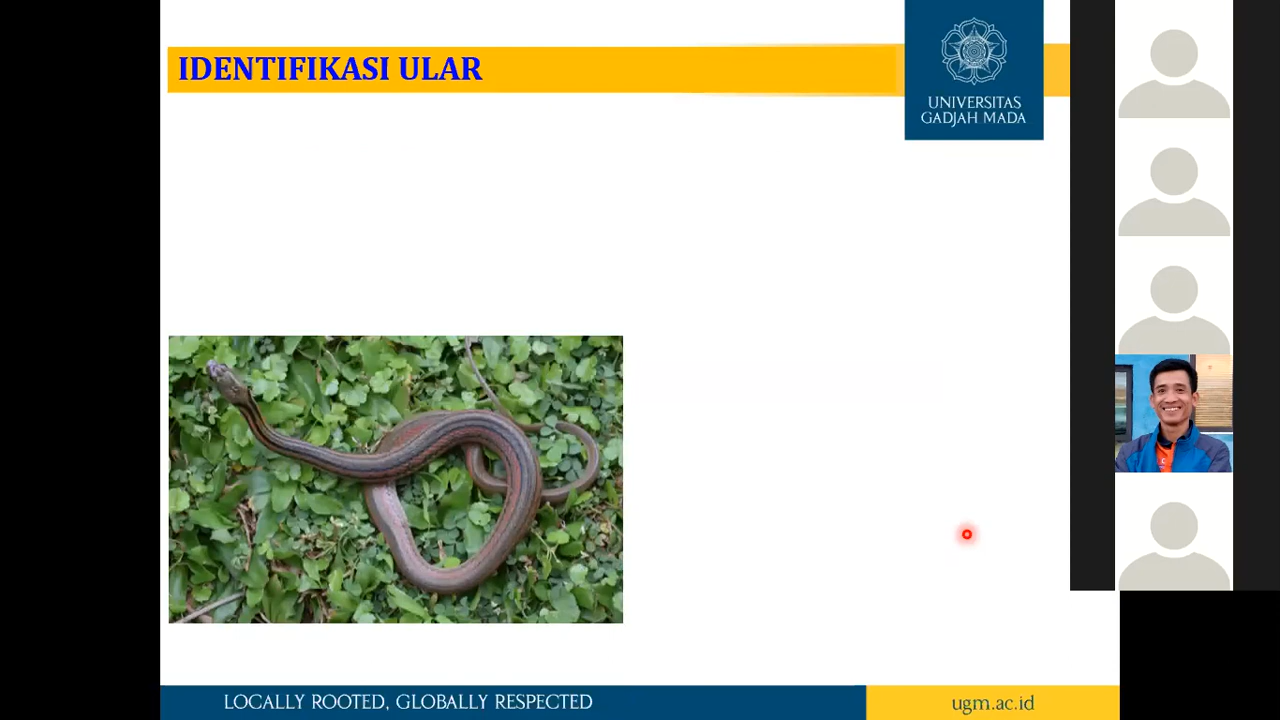 IDENTIFIKASI ULAR
UNIVERSITAS
GADJAH MADA
LOCALLY ROOTED, GLOBALLY RESPECTED
ugm.ac.id